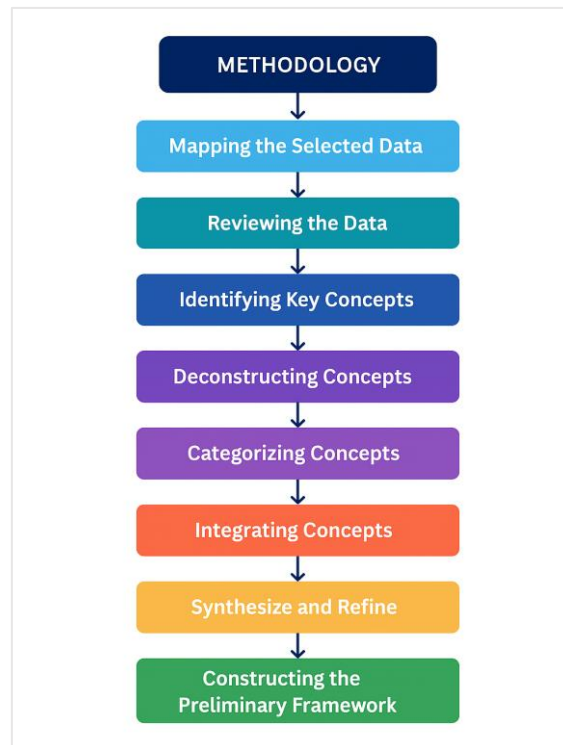 METHODOLOGY
Mapping the Selected Data
Reviewing the Data
Identifying Key Concepts
Deconstructing Concepts
Categorizing Concepts
Integrating Concepts
Synthesize and Refine
Constructing the
Preliminary Framework